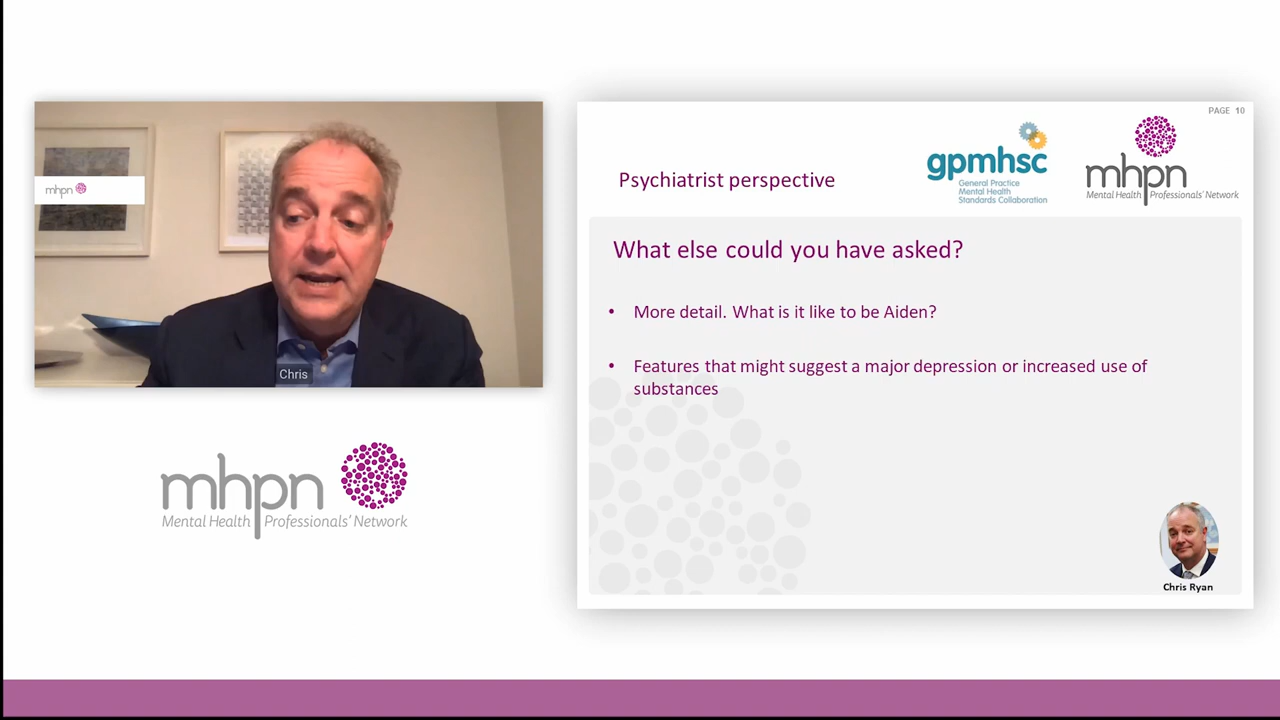 mhpn
Chris
mhpn
Mental Health Professionals' Network
PAGE 10
Psychiatrist perspective
gpmhsc
General Practice
Mental Health
Standards Collaboration
mhpn
Mental Health Professionals' Network
What else could you have asked?
• More detail. What is it like to be Aiden?
• Features that might suggest a major depression or increased use of
substances
Chris Ryan